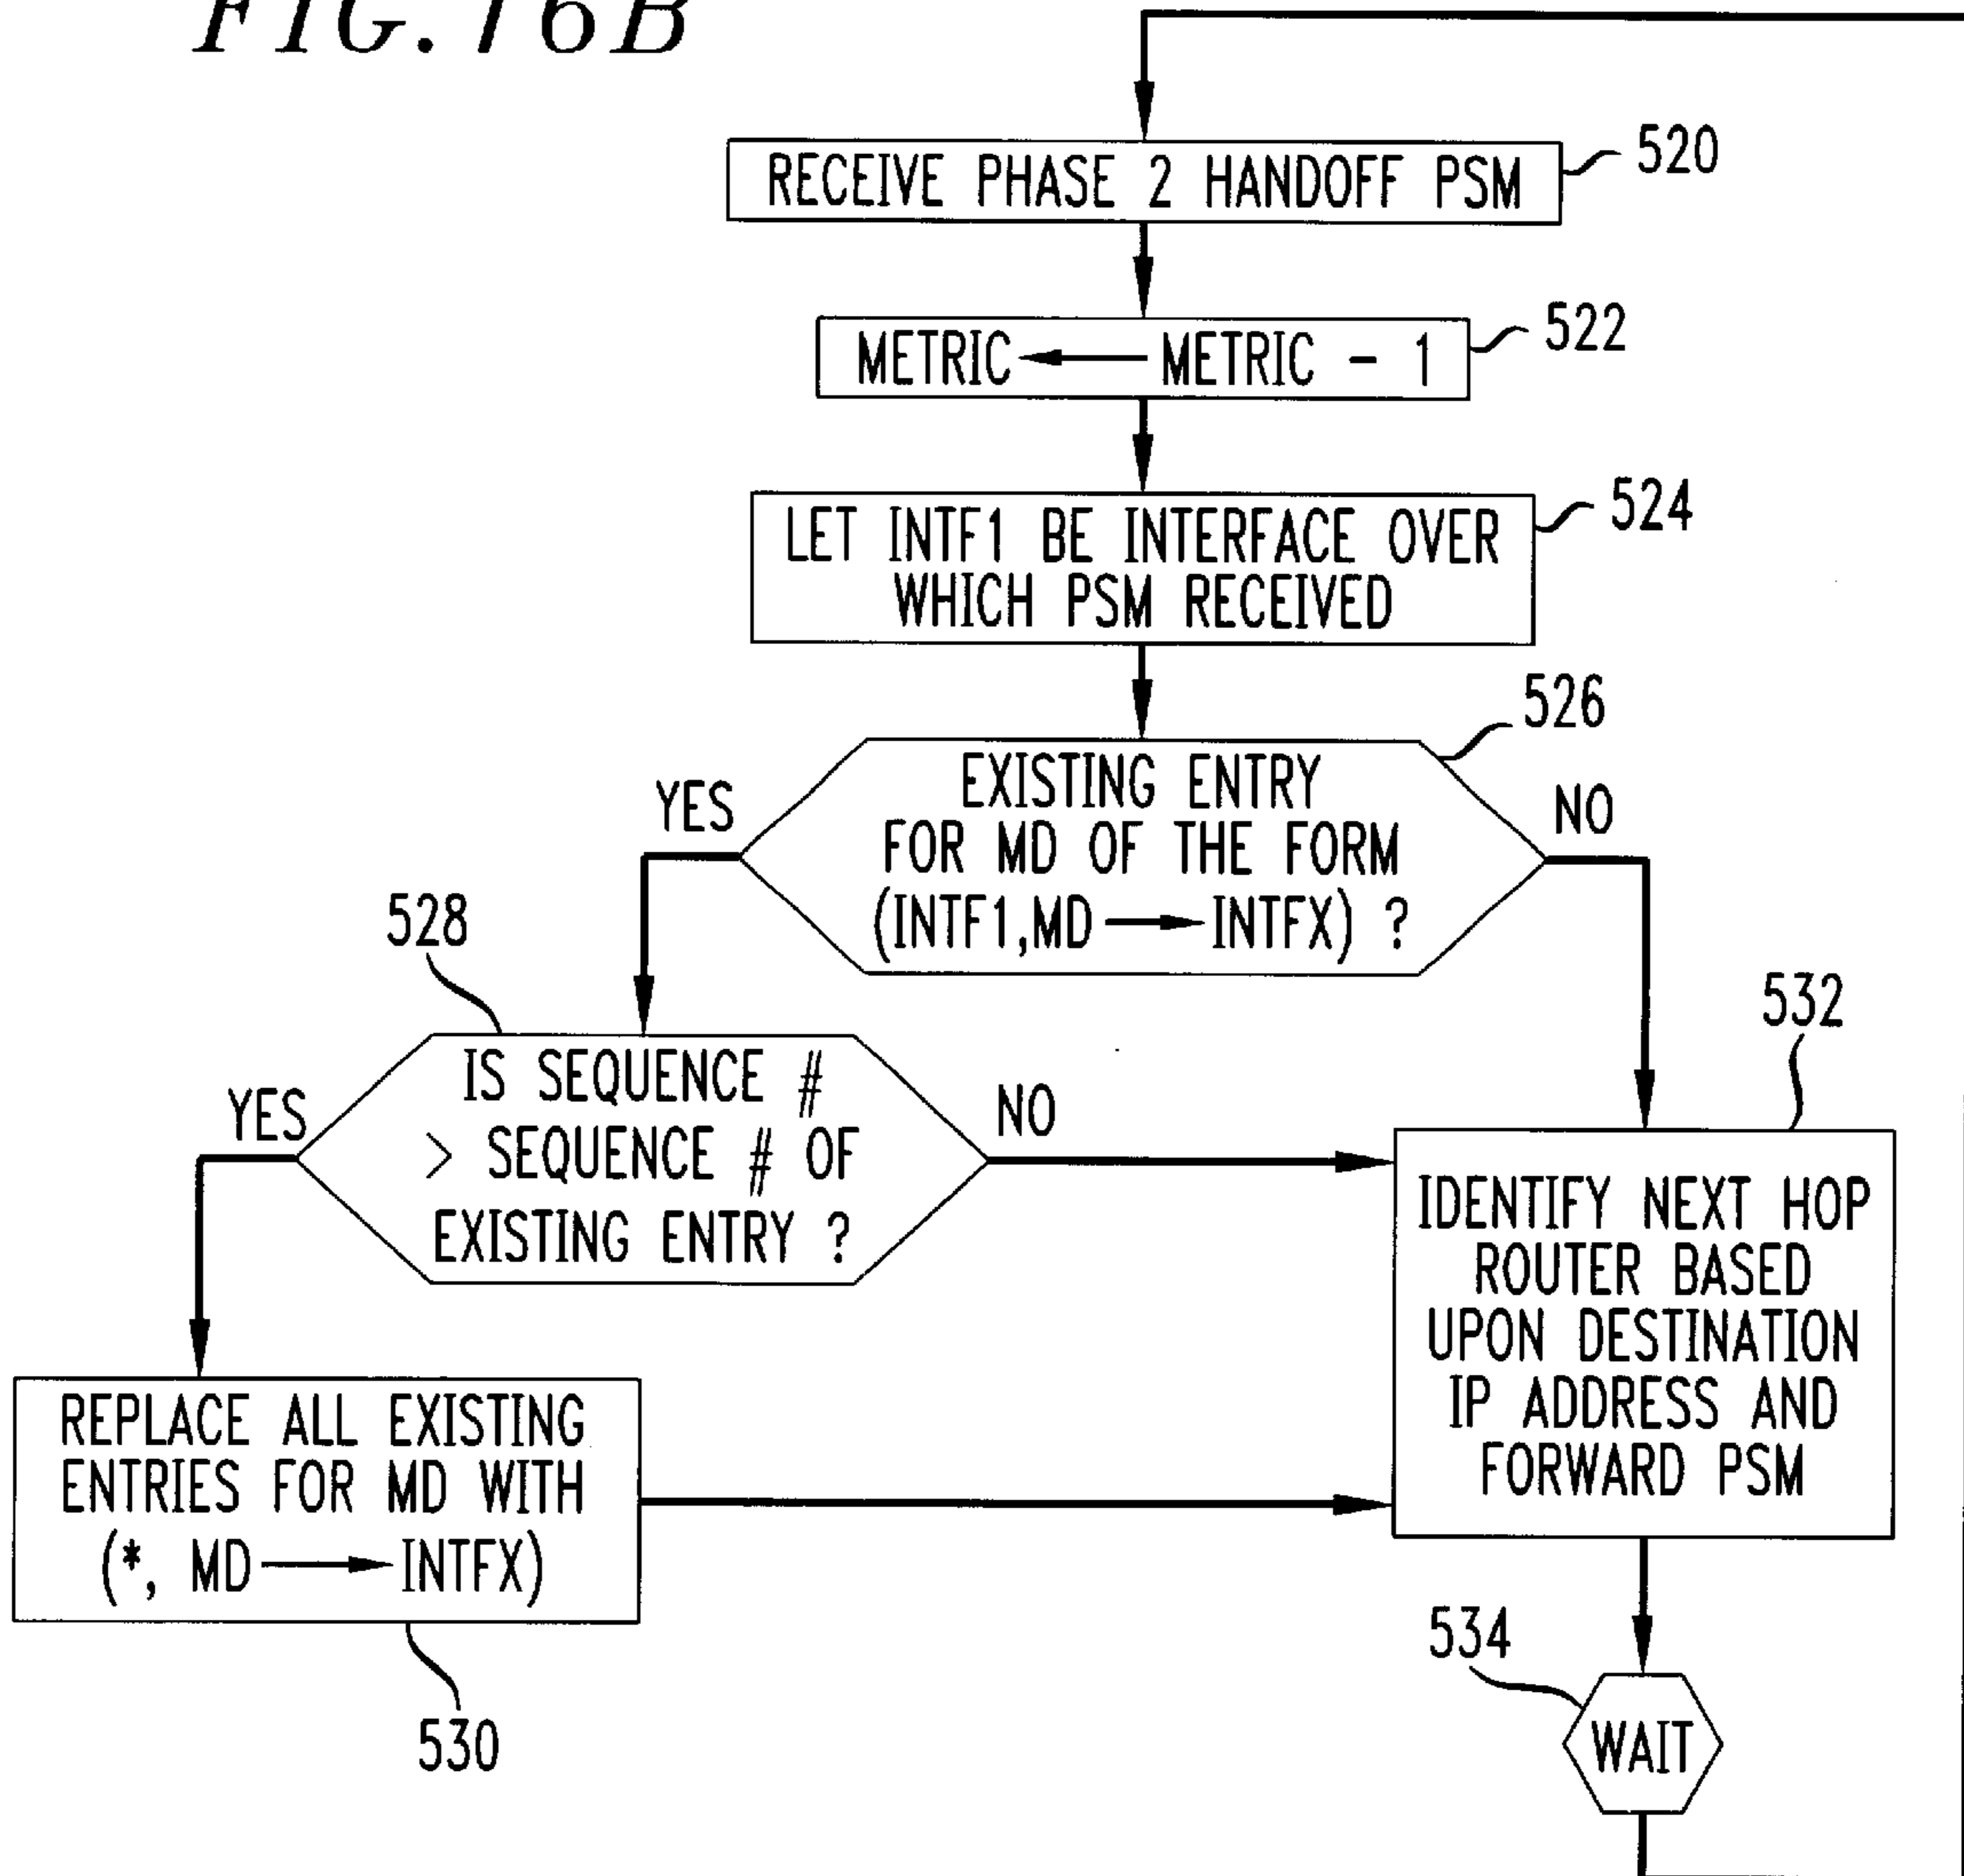 FIG. 16B
RECEIVE PHASE 2 HANDOFF PSM
520
METRIC ← METRIC - 1
522
LET INTF1 BE INTERFACE OVER
WHICH PSM RECEIVED
524
526
EXISTING ENTRY
FOR MD OF THE FORM
(INTF1,MD → INTFX) ?
YES
NO
528
IS SEQUENCE #
> SEQUENCE # OF
EXISTING ENTRY ?
YES
NO
532
IDENTIFY NEXT HOP
ROUTER BASED
UPON DESTINATION
IP ADDRESS AND
FORWARD PSM
REPLACE ALL EXISTING
ENTRIES FOR MD WITH
(*, MD → INTFX)
530
534
WAIT